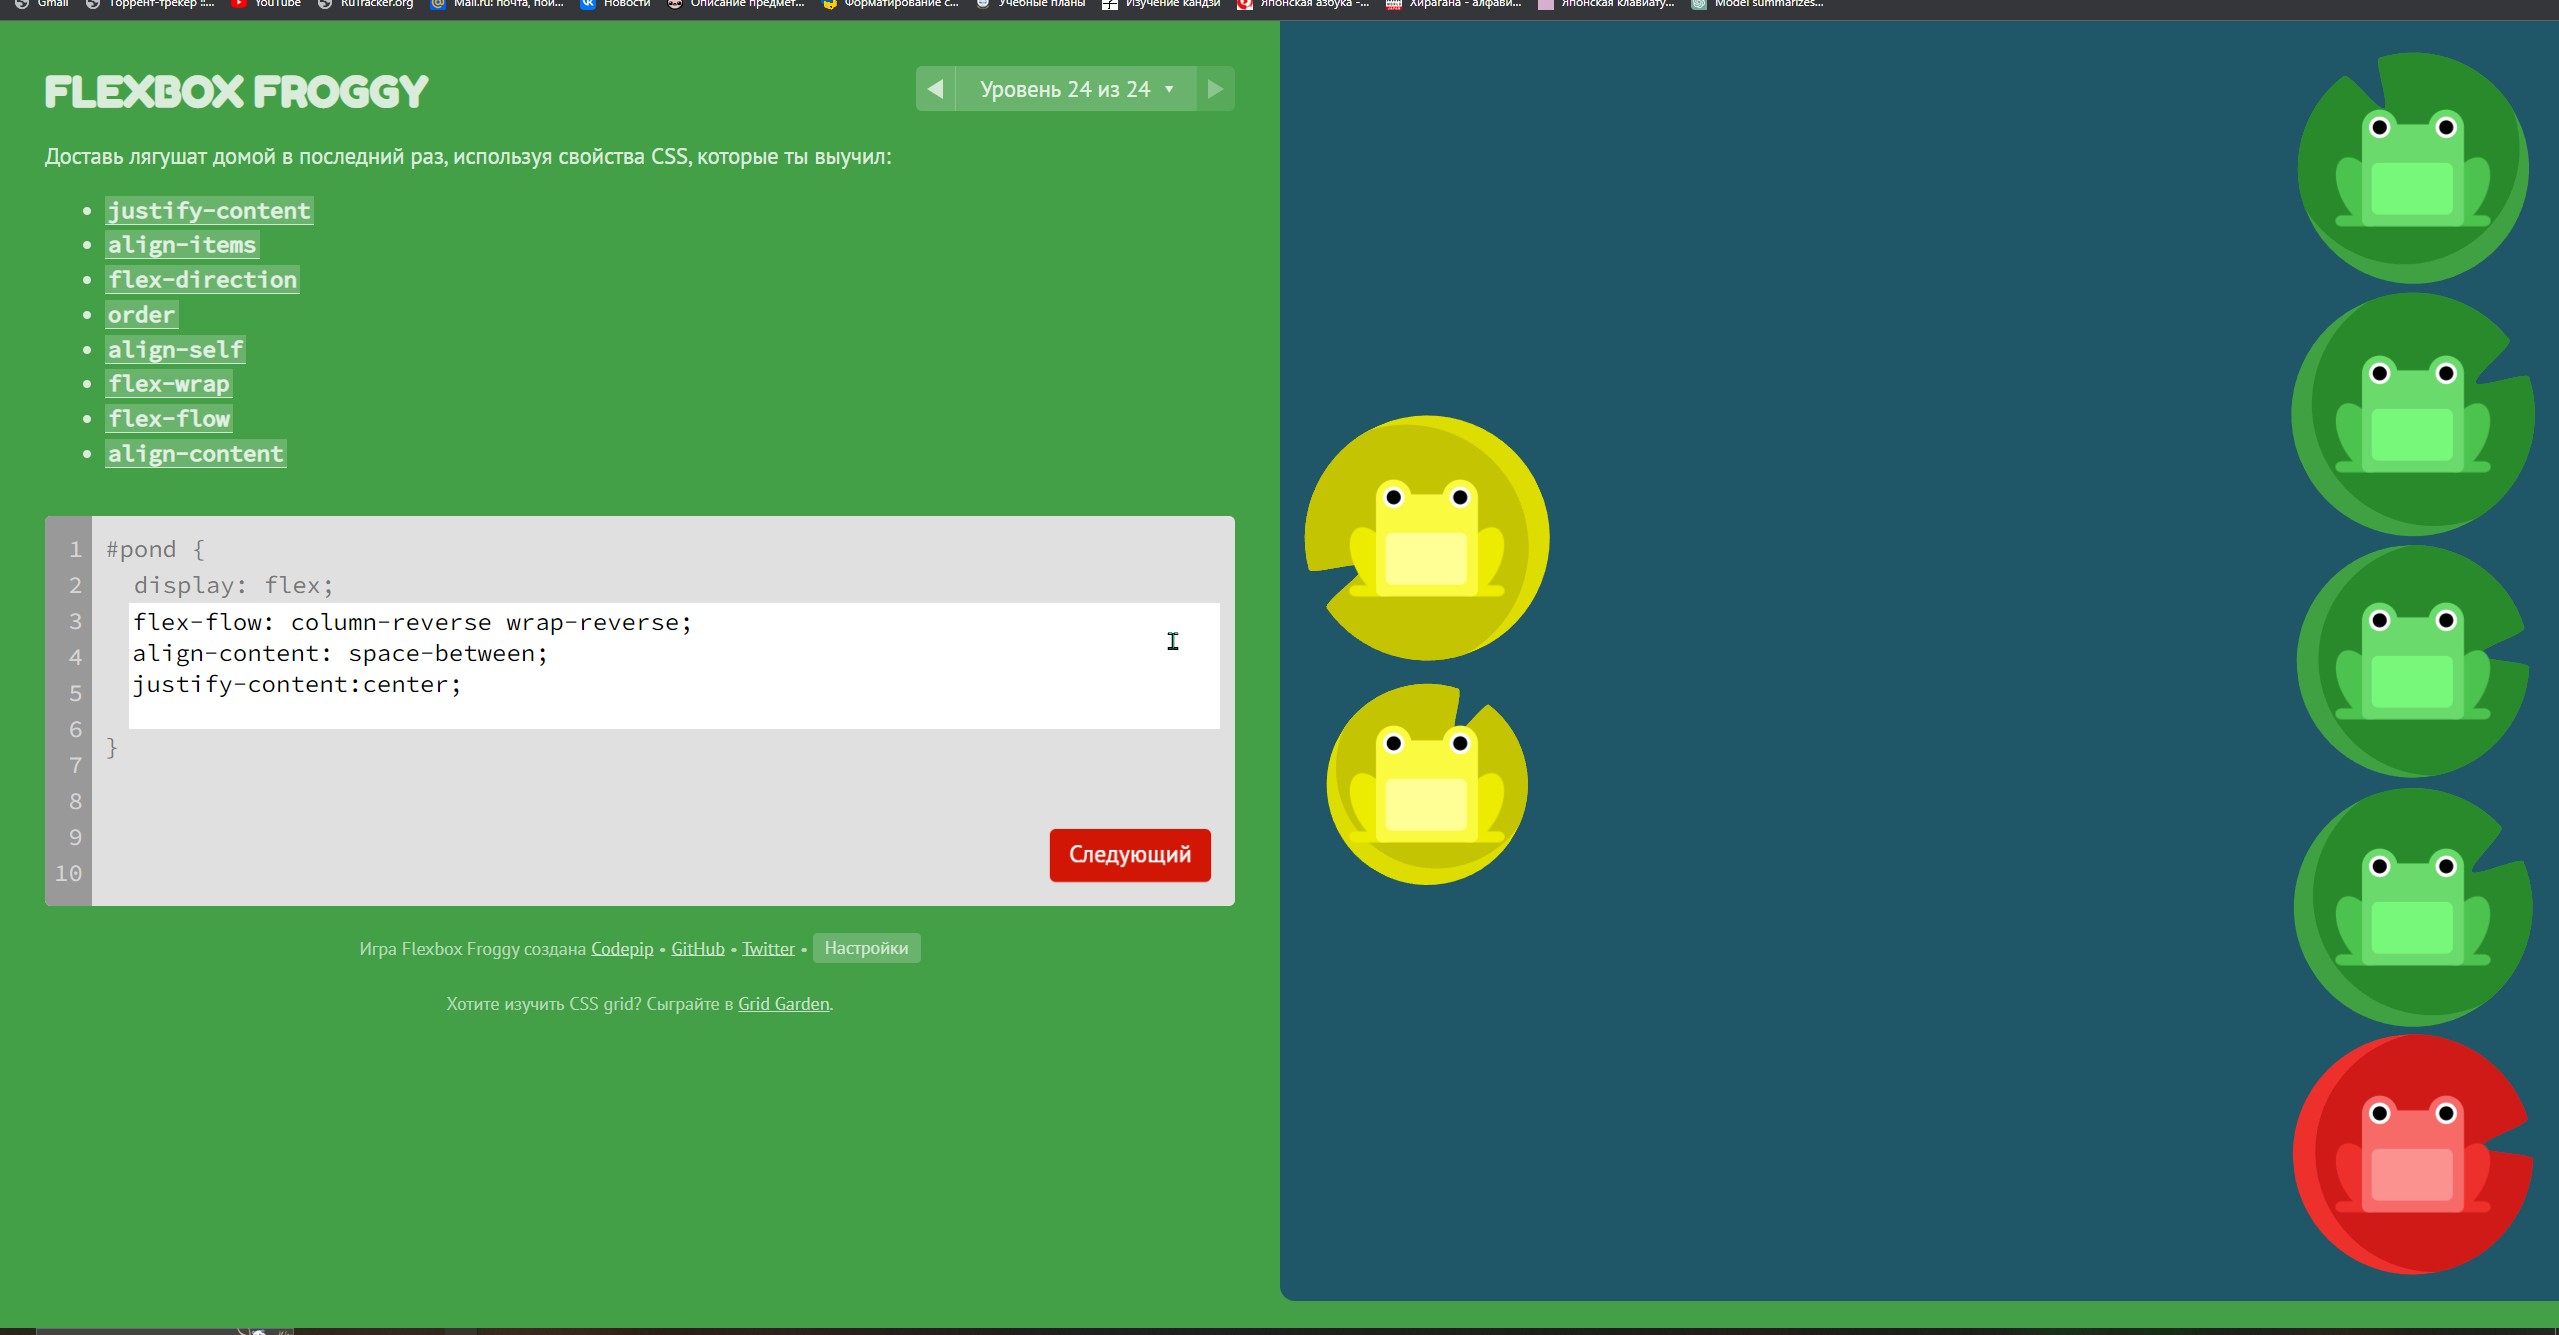 Gmail Торрент-трекер ::... YouTube RuTracker.org Mail.ru: почта, пои... Новости Описание предмет... Форматирование с... Учебные планы Изучение кандзи Японская азбука -... Хирагана - алфави... Японская клавиату... Model summarizes...
FLEXBOX FROGGY
Уровень 24 из 24
Доставь лягушат домой в последний раз, используя свойства CSS, которые ты выучил:
justify-content
align-items
flex-direction
order
align-self
flex-wrap
flex-flow
align-content
1 #pond {
2 display: flex;
3 flex-flow: column-reverse wrap-reverse;
4 align-content: space-between;
5 justify-content:center;
6
}
7
8
9
10
Следующий
Игра Flexbox Froggy создана Codepip • GitHub • Twitter • Настройки
Хотите изучить CSS grid? Сыграйте в Grid Garden.